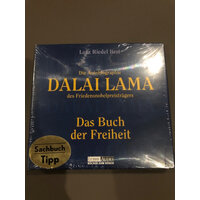 Lutz Riedel liest
Die Autobiographie
DALAI LAMA
des Friedensnobelpreisträgers
Das Buch
der Freiheit
Sachbuch
Tipp